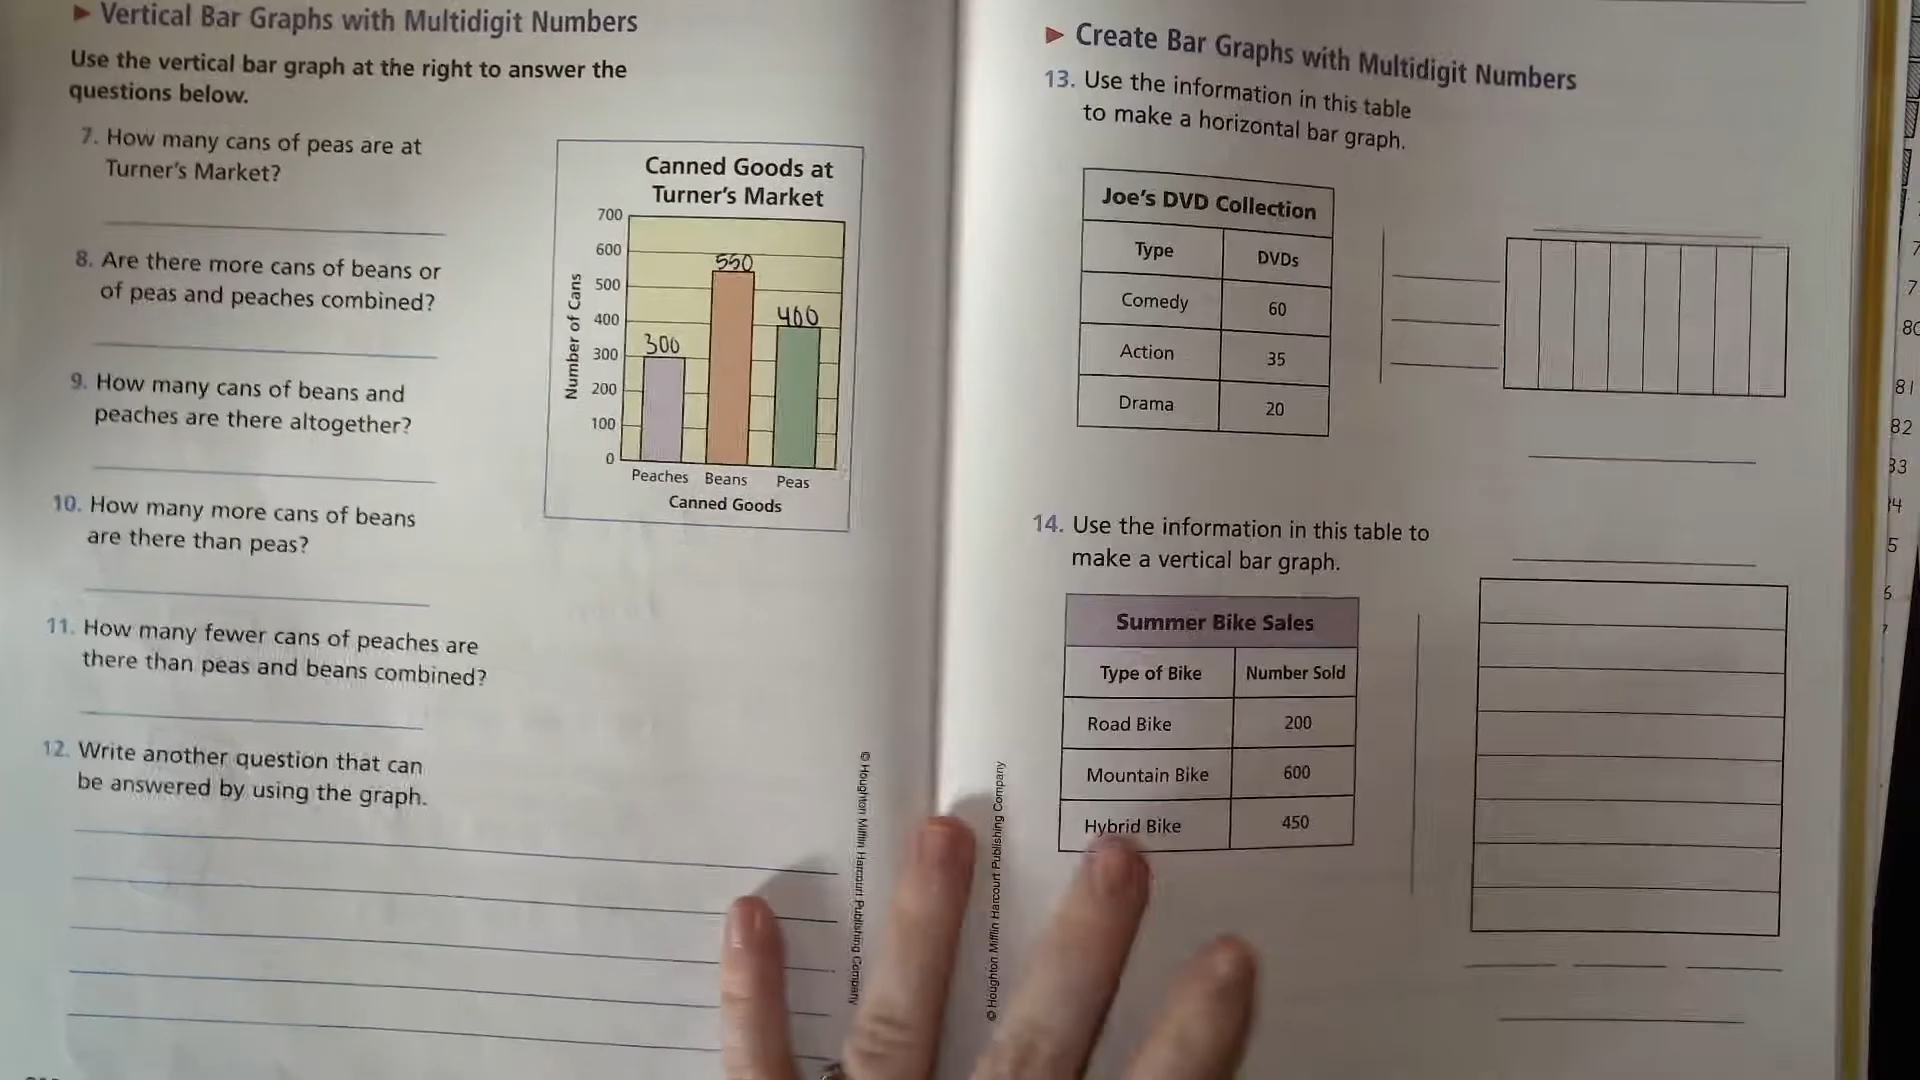 Vertical Bar Graphs with Multidigit Numbers
Use the vertical bar graph at the right to answer the
questions below.
7. How many cans of peas are at
Turner's Market?
8. Are there more cans of beans or
of peas and peaches combined?
9. How many cans of beans and
peaches are there altogether?
10. How many more cans of beans
are there than peas?
11. How many fewer cans of peaches are
there than peas and beans combined?
12. Write another question that can
be answered by using the graph.
Canned Goods at
Turner's Market
Number of Cans
700
600
500
400
300
200
100
0
300
550
400
Peaches Beans Peas
Canned Goods
© Houghton Mifflin Harcourt Publishing Company
Create Bar Graphs with Multidigit Numbers
13. Use the information in this table
to make a horizontal bar graph.
Joe's DVD Collection
Type DVDs
Comedy 60
Action 35
Drama 20
14. Use the information in this table to
make a vertical bar graph.
Summer Bike Sales
Type of Bike Number Sold
Road Bike 200
Mountain Bike 600
Hybrid Bike 450
© Houghton Mifflin Harcourt Publishing Company
81
82